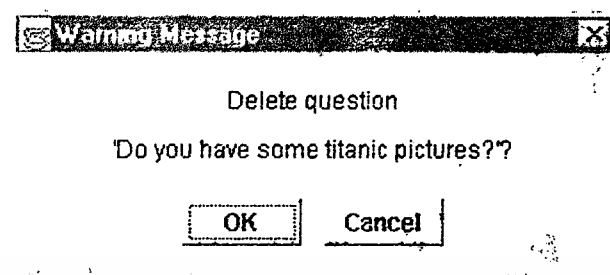 Warning Message
Delete question
'Do you have some titanic pictures?'?
OK Cancel